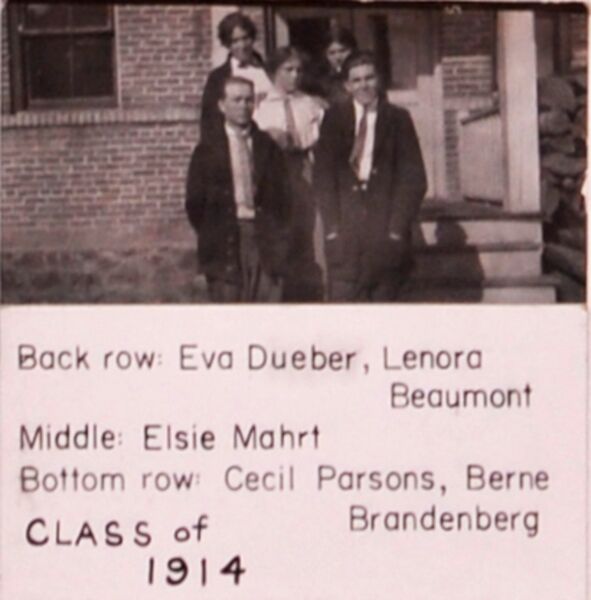 Back row: Eva Dueber, Lenora
Beaumont
Middle: Elsie Mahrt
Bottom row: Cecil Parsons, Berne
Brandenberg
CLASS of
1914